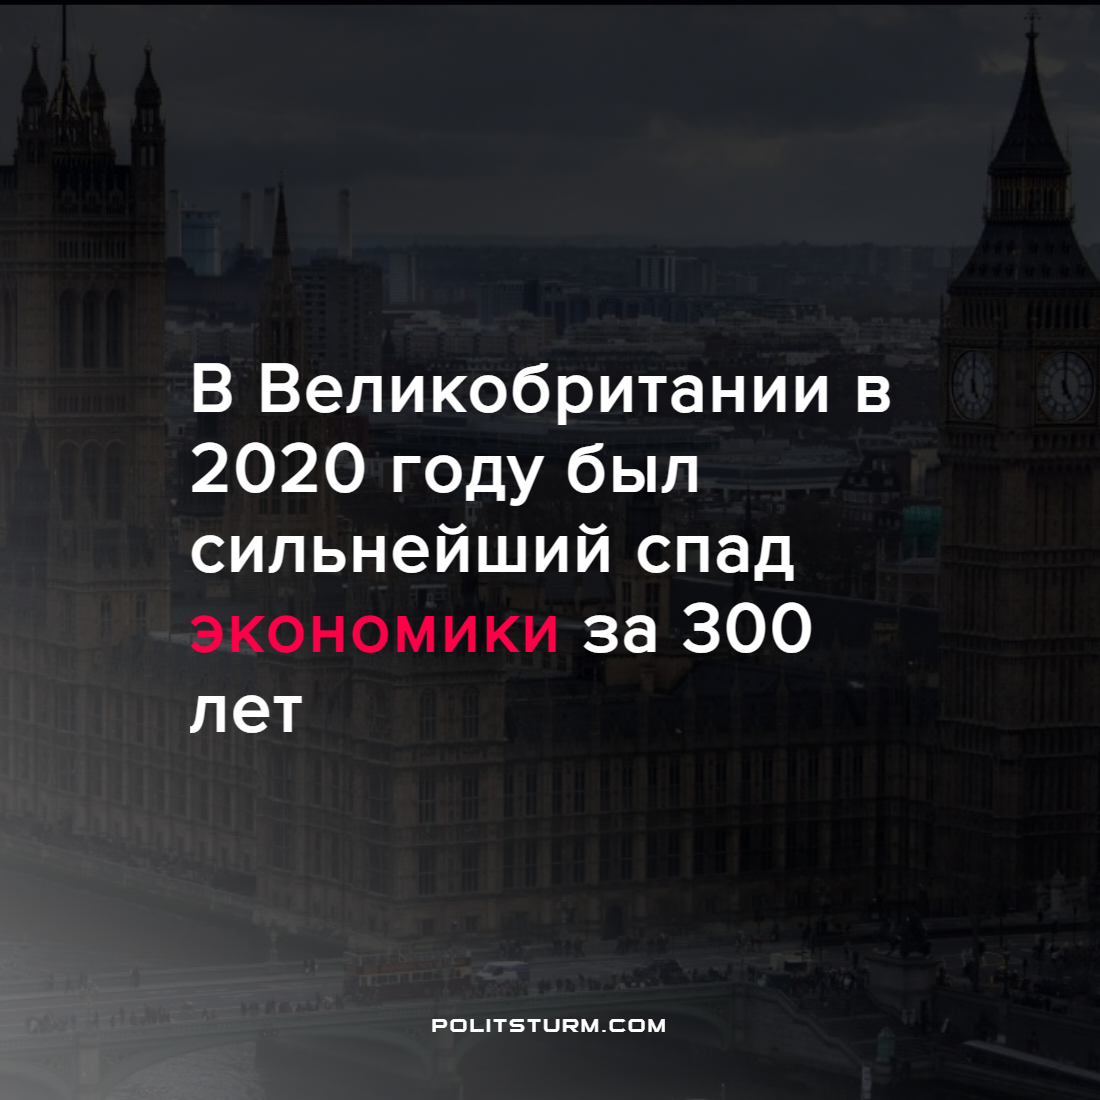 В Великобритании в
2020 году был
сильнейший спад
экономики за 300
лет
POLITSTURM.COM